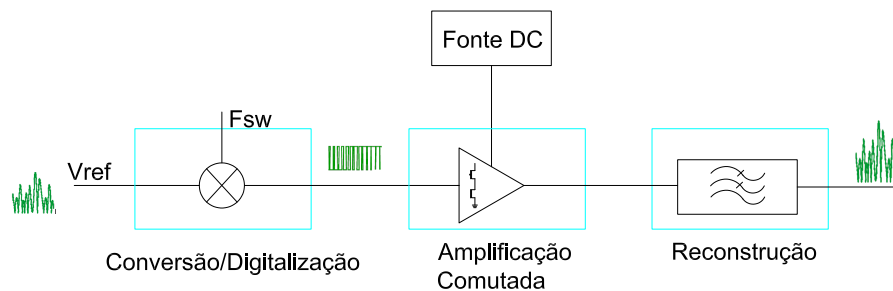 Fonte DC
Fsw
Vref
Conversão/Digitalização
Amplificação
Comutada
Reconstrução